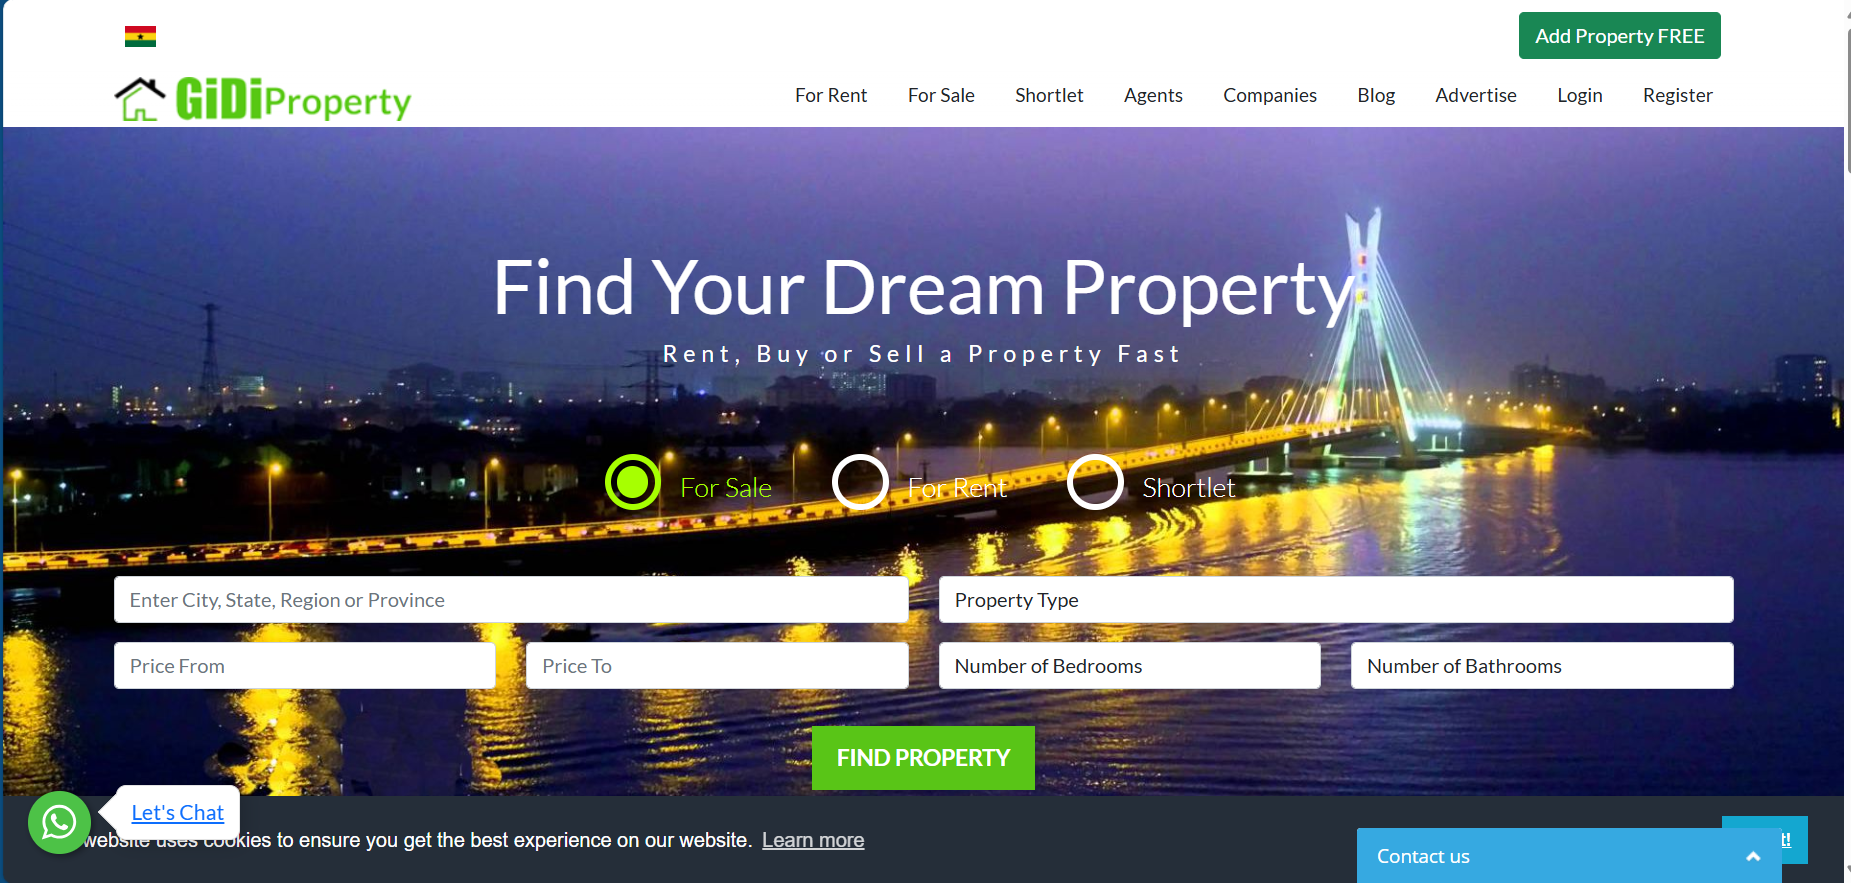 Add Property FREE
GiDiProperty
For Rent For Sale Shortlet Agents Companies Blog Advertise Login Register
Find Your Dream Property
Rent, Buy or Sell a Property Fast
For Sale For Rent Shortlet
Enter City, State, Region or Province Property Type
Price From Price To Number of Bedrooms Number of Bathrooms
FIND PROPERTY
Let's Chat
website uses cookies to ensure you get the best experience on our website. Learn more
Contact us